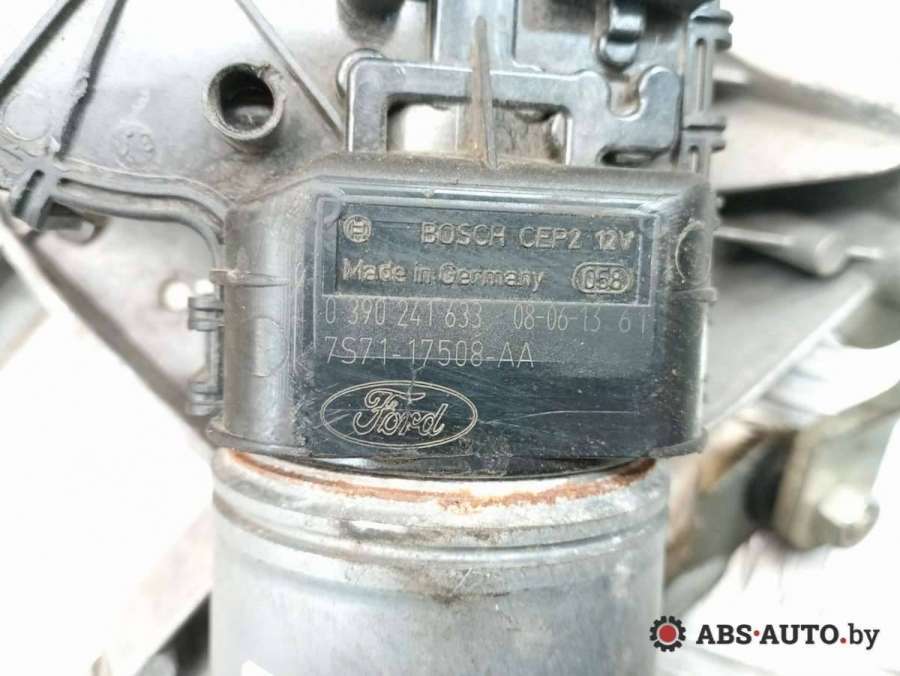 BOSCH CEP2 12V
Made in Germany 058
0 390 241 633 08-06-13 61
7S71-17508-AA
Ford
ABS-AUTO.by